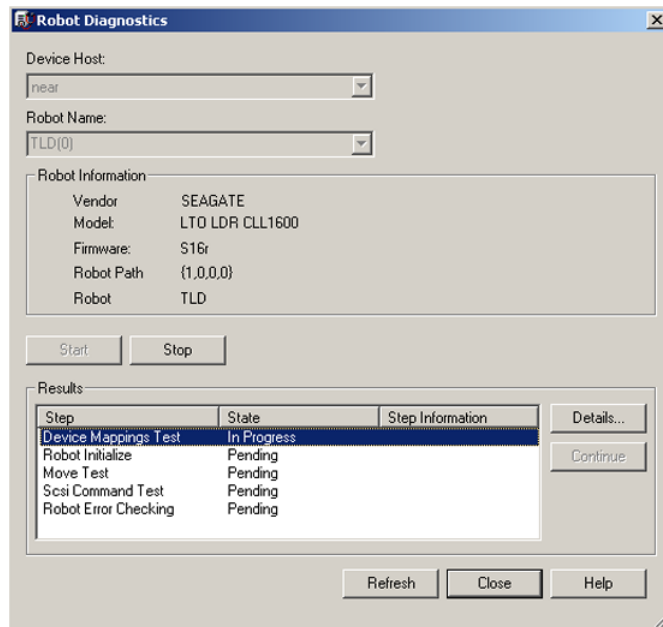 Robot Diagnostics
Device Host:
near
Robot Name:
TLD(0)
Robot Information
Vendor SEAGATE
Model: LTO LDR CLL1600
Firmware: S16r
Robot Path {1,0,0,0}
Robot TLD
Start Stop
Results
Step State Step Information
Device Mappings Test In Progress
Robot Initialize Pending
Move Test Pending
Scsi Command Test Pending
Robot Error Checking Pending
Details...
Continue
Refresh Close Help